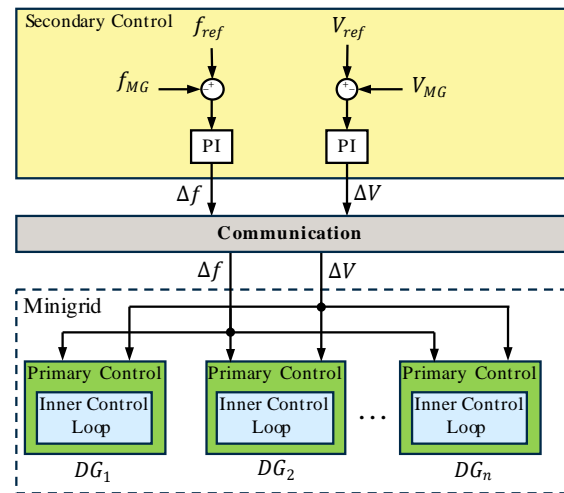 Secondary Control
f_ref V_ref
f_MG - + + - V_MG
PI PI
Δf ΔV
Communication
Δf ΔV
Minigrid
Primary Control Primary Control Primary Control
Inner Control Inner Control Inner Control
Loop Loop ... Loop
DG_1 DG_2 DG_n